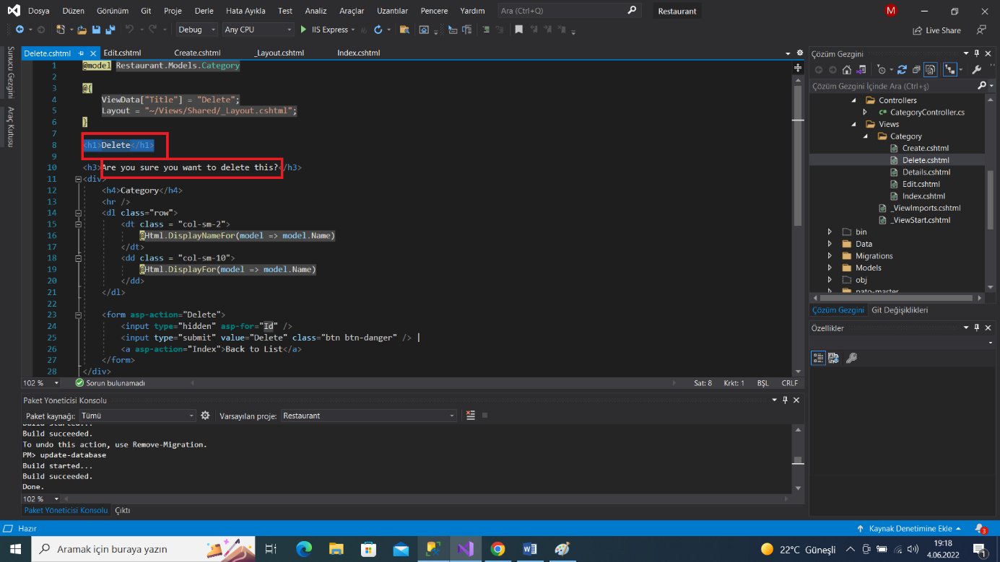 Dosya Düzen Görünüm Git Proje Derle Hata Ayıkla Test Analiz Araçlar Uzantılar Pencere Yardım Ara (Ctrl+Q) Restaurant M
Debug Any CPU IIS Express Live Share
Sunucu Gezgini
Araç Kutusu
Delete.cshtml Edit.cshtml Create.cshtml _Layout.cshtml Index.cshtml
1 @model Restaurant.Models.Category
2
3 @{
4 ViewData["Title"] = "Delete";
5 Layout = "~/Views/Shared/_Layout.cshtml";
6 }
7
8 <h1>Delete</h1>
9
10 <h3>Are you sure you want to delete this?</h3>
11 <div>
12 <h4>Category</h4>
13 <hr />
14 <dl class="row">
15 <dt class = "col-sm-2">
16 @Html.DisplayNameFor(model => model.Name)
17 </dt>
18 <dd class = "col-sm-10">
19 @Html.DisplayFor(model => model.Name)
20 </dd>
21 </dl>
22
23 <form asp-action="Delete">
24 <input type="hidden" asp-for="Id" />
25 <input type="submit" value="Delete" class="btn btn-danger" /> |
26 <a asp-action="Index">Back to List</a>
27 </form>
28 </div>
102 % Sorun bulunamadı Sat: 8 Krkt: 1 BŞL CRLF
Paket Yöneticisi Konsolu
Paket kaynağı: Tümü Varsayılan proje: Restaurant
Build started...
Build succeeded.
To undo this action, use Remove-Migration.
PM> update-database
Build started...
Build succeeded.
Done.
102 %
Paket Yöneticisi Konsolu Çıktı
Çözüm Gezgini
Çözüm Gezgini İçinde Ara (Ctrl+ş)
Controllers
C# CategoryController.cs
Views
Category
Create.cshtml
Delete.cshtml
Details.cshtml
Edit.cshtml
Index.cshtml
_ViewImports.cshtml
_ViewStart.cshtml
bin
Data
Migrations
Models
obj
pato-master
Çözüm Gezgini Git Değişiklikleri
Özellikler
Hazır Kaynak Denetimine Ekle 3
Aramak için buraya yazın 22°C Güneşli 19:18
4.06.2022 1